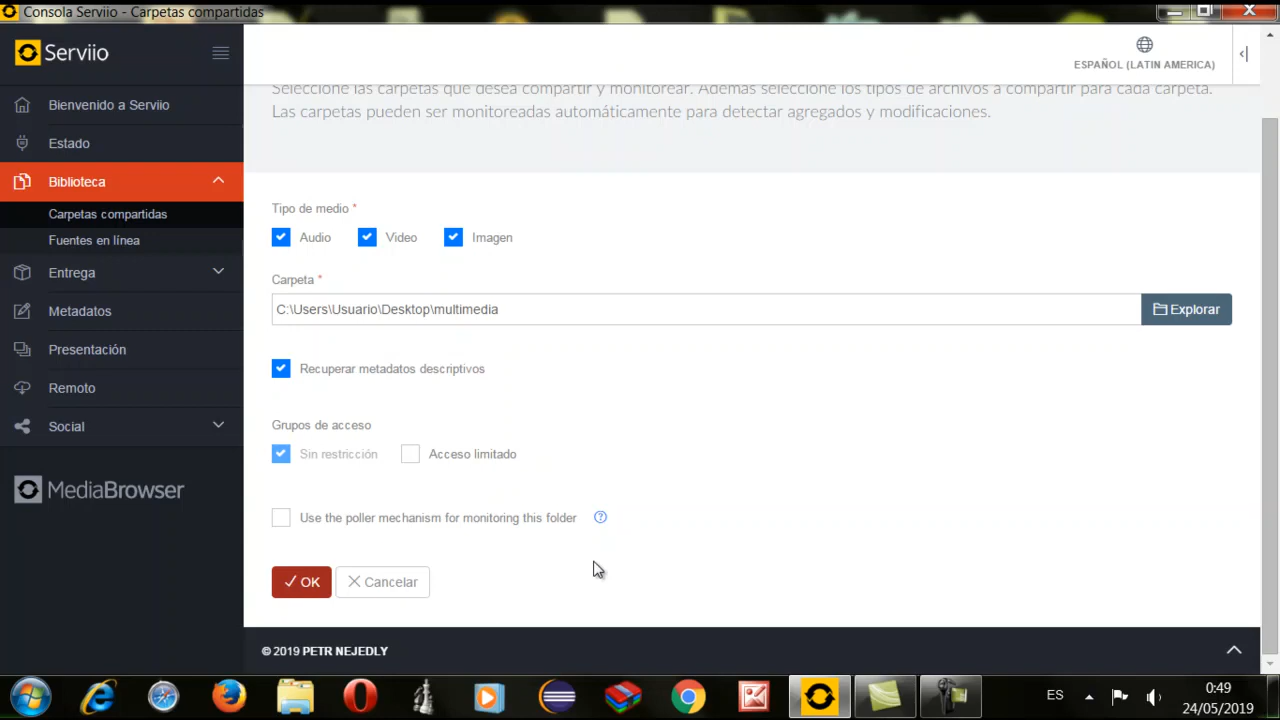 Consola Serviio - Carpetas compartidas
Serviio
ESPAÑOL (LATIN AMERICA)
Bienvenido a Serviio
Estado
Biblioteca
Carpetas compartidas
Fuentes en línea
Entrega
Metadatos
Presentación
Remoto
Social
MediaBrowser
Seleccione las carpetas que desea compartir y monitorear. Además seleccione los tipos de archivos a compartir para cada carpeta.
Las carpetas pueden ser monitoreadas automáticamente para detectar agregados y modificaciones.
Tipo de medio *
Audio Video Imagen
Carpeta *
C:\Users\Usuario\Desktop\multimedia
Explorar
Recuperar metadatos descriptivos
Grupos de acceso
Sin restricción Acceso limitado
Use the poller mechanism for monitoring this folder ?
OK Cancelar
© 2019 PETR NEJEDLY
ES
0:49
24/05/2019